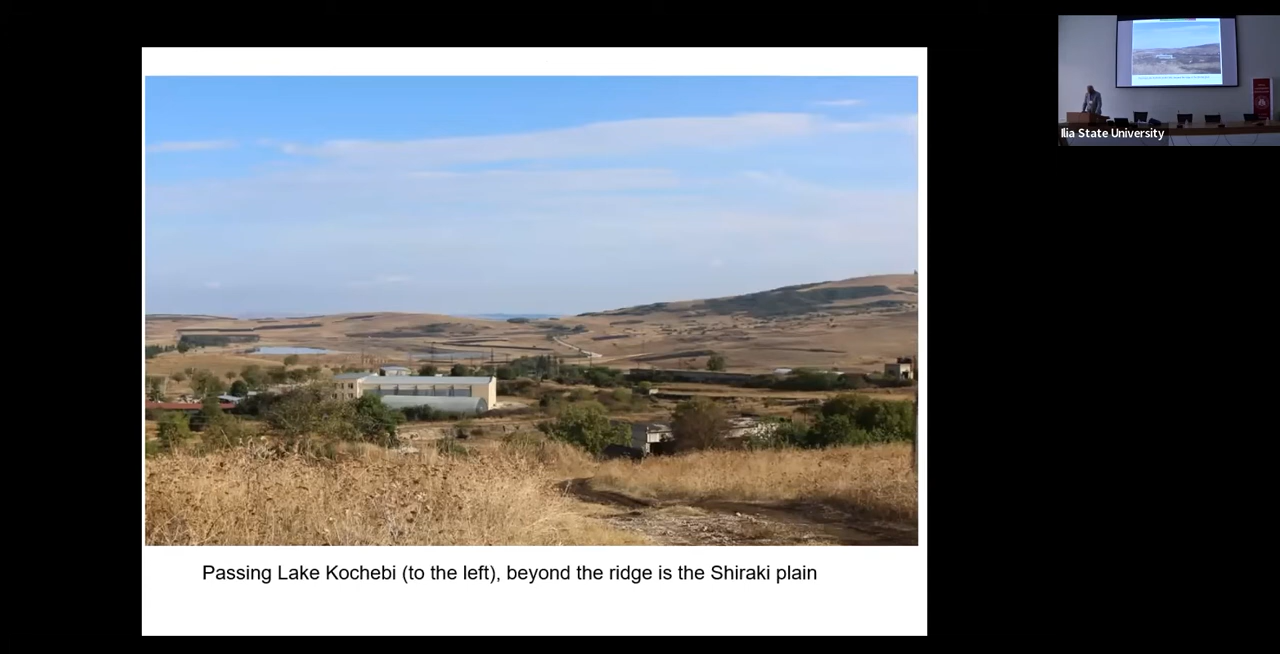 Ilia State University
Passing Lake Kochebi (to the left), beyond the ridge is the Shiraki plain